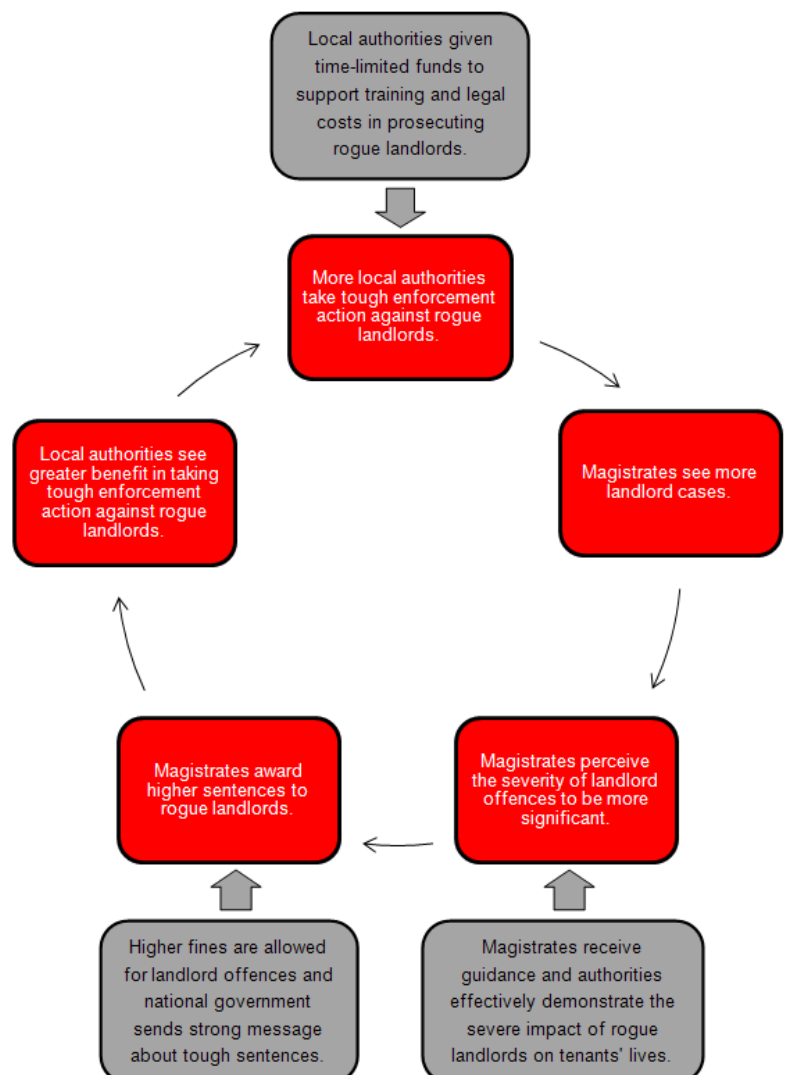 Local authorities given
time-limited funds to
support training and legal
costs in prosecuting
rogue landlords.
More local authorities
take tough enforcement
action against rogue
landlords.
Magistrates see more
landlord cases.
Magistrates perceive
the severity of landlord
offences to be more
significant.
Magistrates receive
guidance and authorities
effectively demonstrate the
severe impact of rogue
landlords on tenants' lives.
Magistrates award
higher sentences to
rogue landlords.
Higher fines are allowed
for landlord offences and
national government
sends strong message
about tough sentences.
Local authorities see
greater benefit in taking
tough enforcement
action against rogue
landlords.